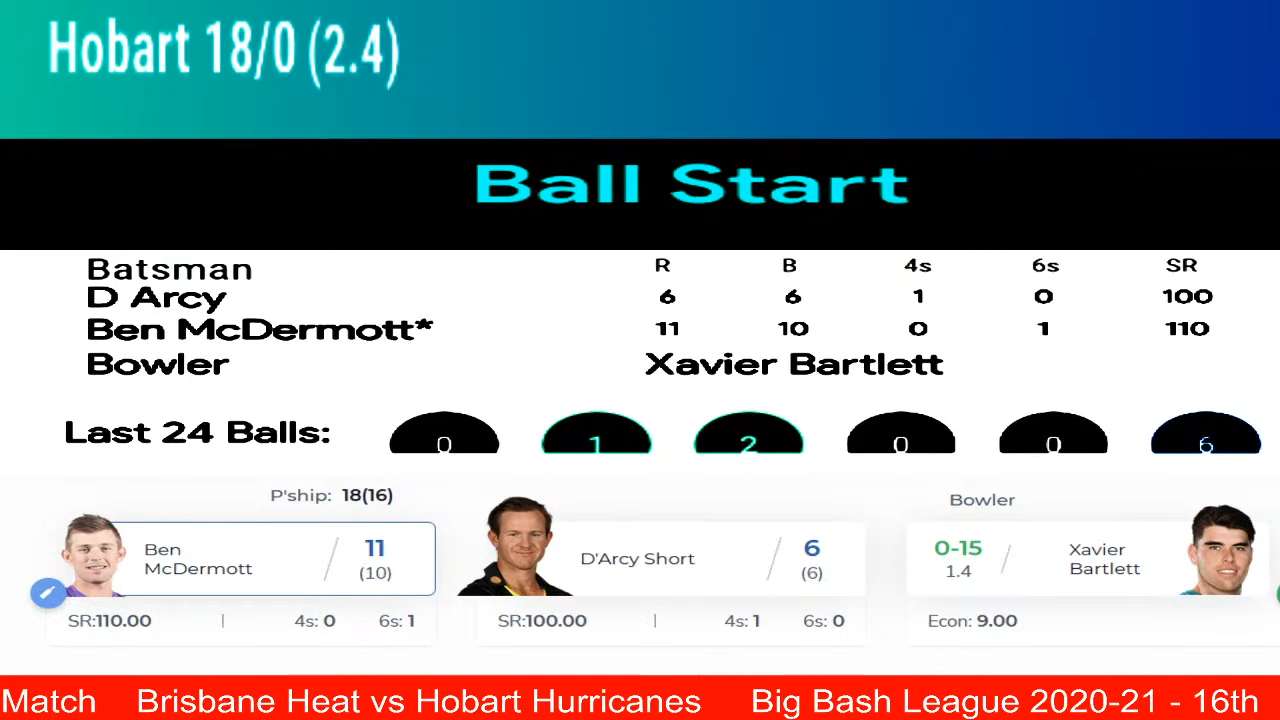 Hobart 18/0 (2.4)
Ball Start
Batsman R B 4s 6s SR
D Arcy 6 6 1 0 100
Ben McDermott* 11 10 0 1 110
Bowler Xavier Bartlett
Last 24 Balls: 0 1 2 0 0 6
P'ship: 18(16)
Bowler
Ben McDermott / 11 (10)
D'Arcy Short / 6 (6)
0-15 1.4 / Xavier Bartlett
SR:110.00 | 4s: 0 6s: 1
SR:100.00 | 4s: 1 6s: 0
Econ: 9.00
Match Brisbane Heat vs Hobart Hurricanes Big Bash League 2020-21 - 16th